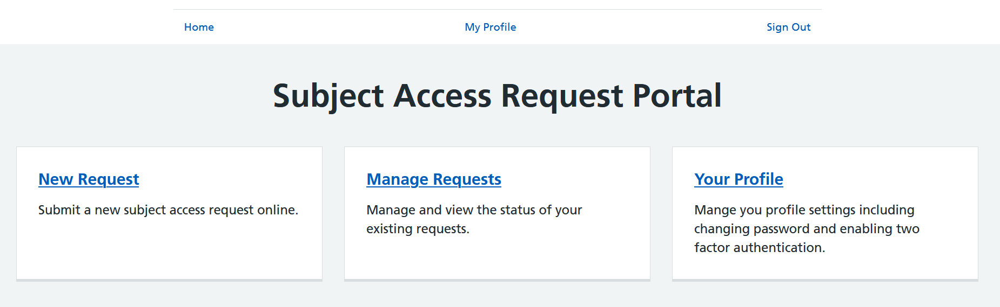 Home
My Profile
Sign Out
Subject Access Request Portal
New Request
Submit a new subject access request online.
Manage Requests
Manage and view the status of your
existing requests.
Your Profile
Mange you profile settings including
changing password and enabling two
factor authentication.